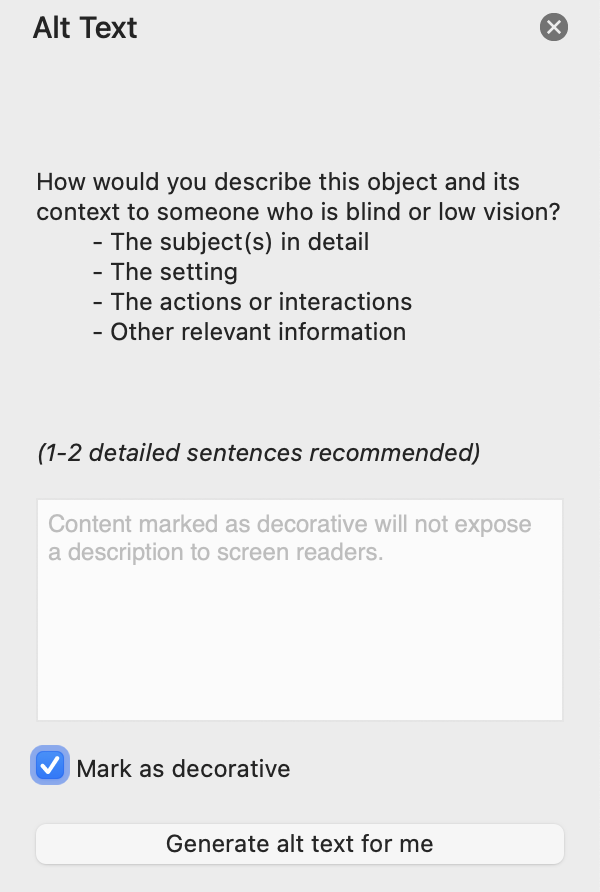 Alt Text
How would you describe this object and its
context to someone who is blind or low vision?
- The subject(s) in detail
- The setting
- The actions or interactions
- Other relevant information
(1-2 detailed sentences recommended)
Content marked as decorative will not expose
a description to screen readers.
Mark as decorative
Generate alt text for me